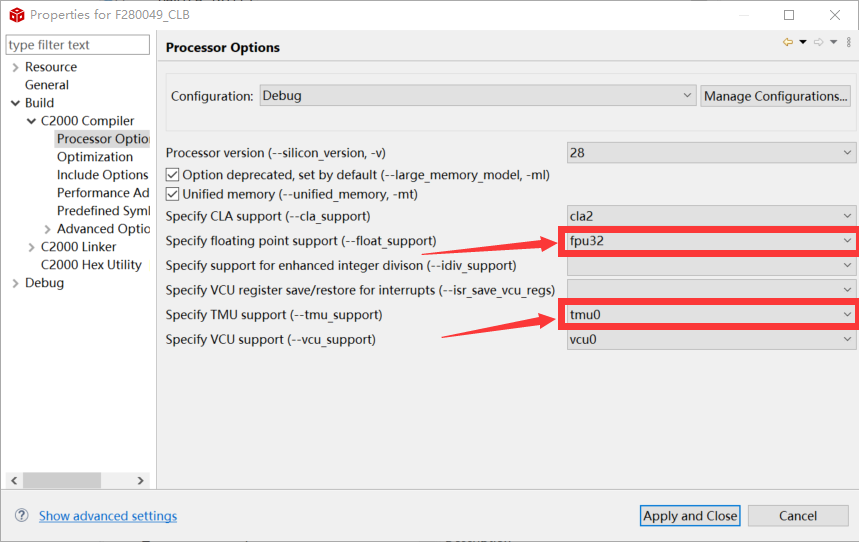 Properties for F280049_CLB
type filter text
Processor Options
Resource
General
Build
C2000 Compiler
Processor Optio
Optimization
Include Options
Performance Ad
Predefined Syml
Advanced Optio
C2000 Linker
C2000 Hex Utility
Debug
Configuration: Debug Manage Configurations...
Processor version (--silicon_version, -v) 28
Option deprecated, set by default (--large_memory_model, -ml)
Unified memory (--unified_memory, -mt)
Specify CLA support (--cla_support) cla2
Specify floating point support (--float_support) fpu32
Specify support for enhanced integer divison (--idiv_support)
Specify VCU register save/restore for interrupts (--isr_save_vcu_regs)
Specify TMU support (--tmu_support) tmu0
Specify VCU support (--vcu_support) vcu0
Show advanced settings
Apply and Close
Cancel